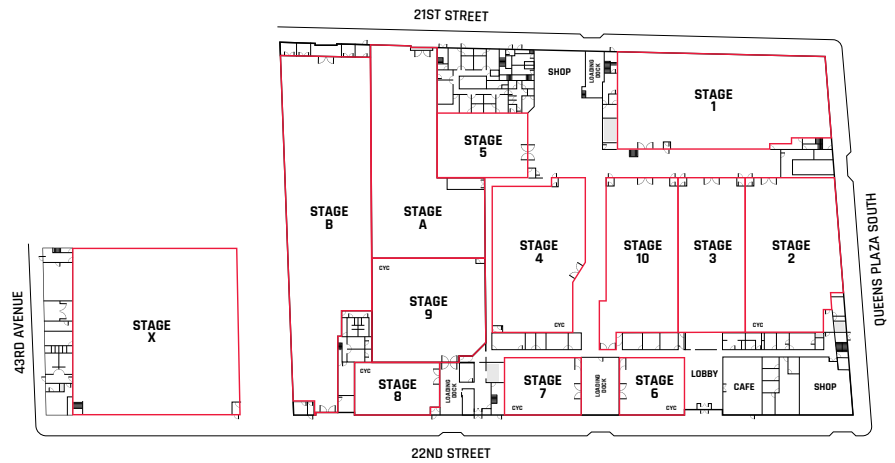 21ST STREET
SHOP
LOADING
DOCK
STAGE
1
STAGE
5
STAGE
B
STAGE
A
STAGE
4
STAGE
10
STAGE
3
STAGE
2
QUEENS PLAZA SOUTH
CYC
STAGE
9
43RD AVENUE
STAGE
X
CYC
CYC
CYC
STAGE
8
LOADING
DOCK
STAGE
7
CYC
LOADING
DOCK
STAGE
6
CYC
LOBBY
CAFE
SHOP
22ND STREET